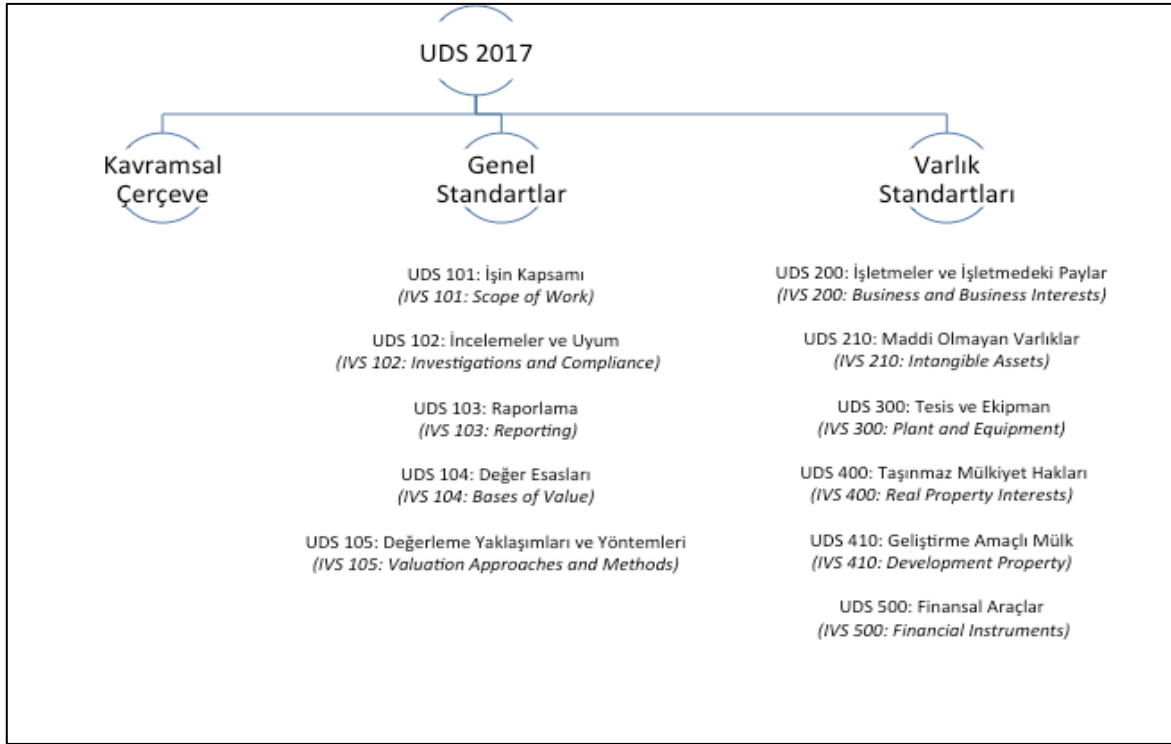 UDS 2017
Kavramsal
Çerçeve
Genel
Standartlar
Varlık
Standartları
UDS 101: İşin Kapsamı
(IVS 101: Scope of Work)
UDS 102: İncelemeler ve Uyum
(IVS 102: Investigations and Compliance)
UDS 103: Raporlama
(IVS 103: Reporting)
UDS 104: Değer Esasları
(IVS 104: Bases of Value)
UDS 105: Değerleme Yaklaşımları ve Yöntemleri
(IVS 105: Valuation Approaches and Methods)
UDS 200: İşletmeler ve İşletmedeki Paylar
(IVS 200: Business and Business Interests)
UDS 210: Maddi Olmayan Varlıklar
(IVS 210: Intangible Assets)
UDS 300: Tesis ve Ekipman
(IVS 300: Plant and Equipment)
UDS 400: Taşınmaz Mülkiyet Hakları
(IVS 400: Real Property Interests)
UDS 410: Geliştirme Amaçlı Mülk
(IVS 410: Development Property)
UDS 500: Finansal Araçlar
(IVS 500: Financial Instruments)